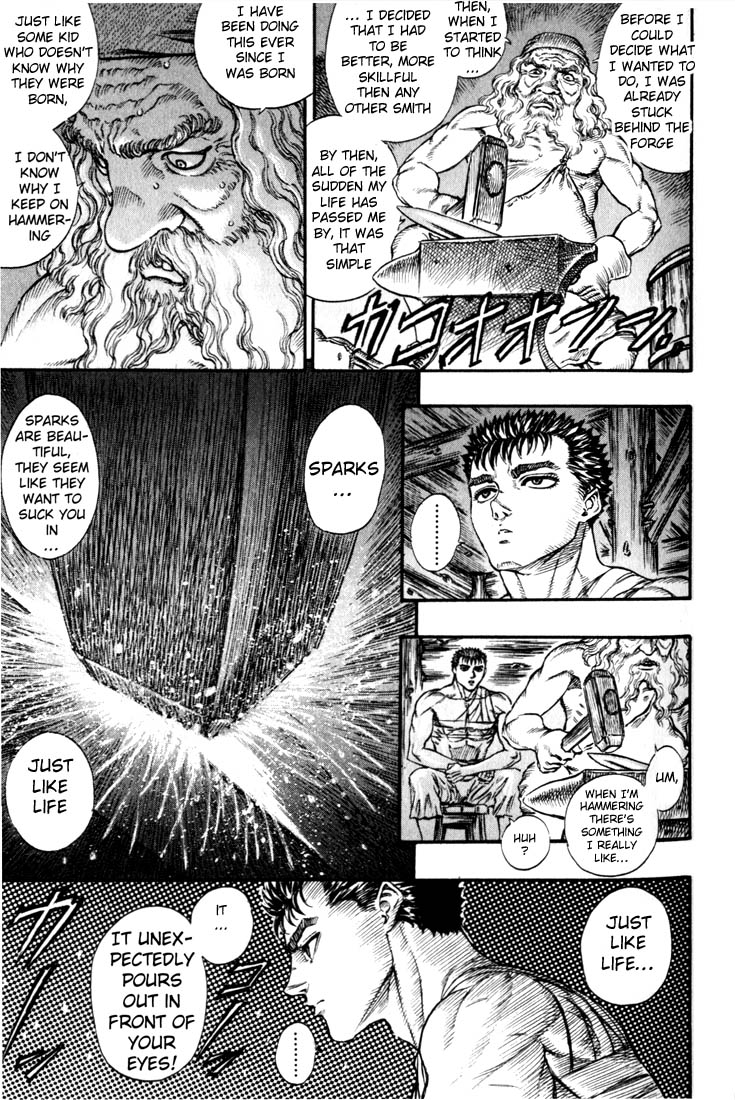 BEFORE I
COULD
DECIDE WHAT
I WANTED TO
DO, I WAS
ALREADY
STUCK
BEHIND THE
FORGE
THEN,
WHEN I
STARTED
TO THINK
...
... I DECIDED
THAT I HAD
TO BE
BETTER, MORE
SKILLFUL
THEN ANY
OTHER SMITH
BY THEN,
ALL OF THE
SUDDEN MY
LIFE HAS
PASSED ME
BY, IT WAS
THAT
SIMPLE
カコオオオンン...
I HAVE
BEEN DOING
THIS EVER
SINCE I
WAS BORN
JUST LIKE
SOME KID
WHO DOESN'T
KNOW WHY
THEY WERE
BORN,
I DON'T
KNOW WHY I
KEEP ON
HAMMER-
ING
.........
UM,
WHEN I'M
HAMMERING
THERE'S
SOMETHING
I REALLY
LIKE...
HUH
?
SPARKS
...
SPARKS
ARE BEAU-
TIFUL,
THEY SEEM
LIKE THEY
WANT TO
SUCK YOU
IN
...
JUST
LIKE
LIFE
JUST
LIKE
LIFE...
IT
...
......
IT UNEX-
PECTEDLY
POURS
OUT IN
FRONT OF
YOUR
EYES!